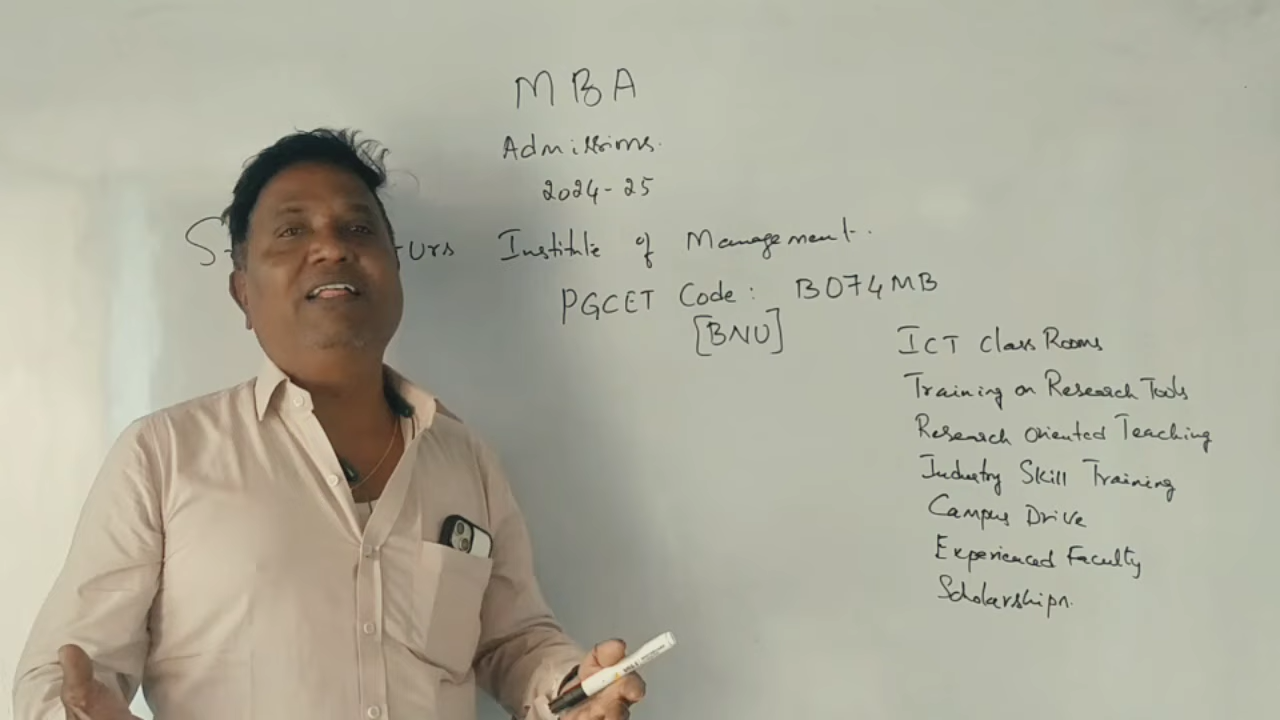 MBA
Admissions.
2024-25
Institute of Management.
PGCET Code: B074MB
[BNU]
ICT Class Rooms
Training on Research Tools
Research Oriented Teaching
Industry Skill Training
Campus Drive
Experienced Faculty
Scholarships.